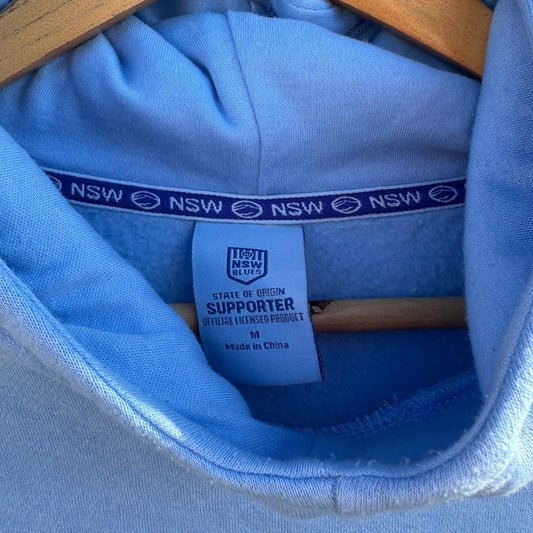 NSW NSW NSW NSW
NSW
BLUES
STATE OF ORIGIN
SUPPORTER
OFFICIAL LICENSED PRODUCT
M
Made in China